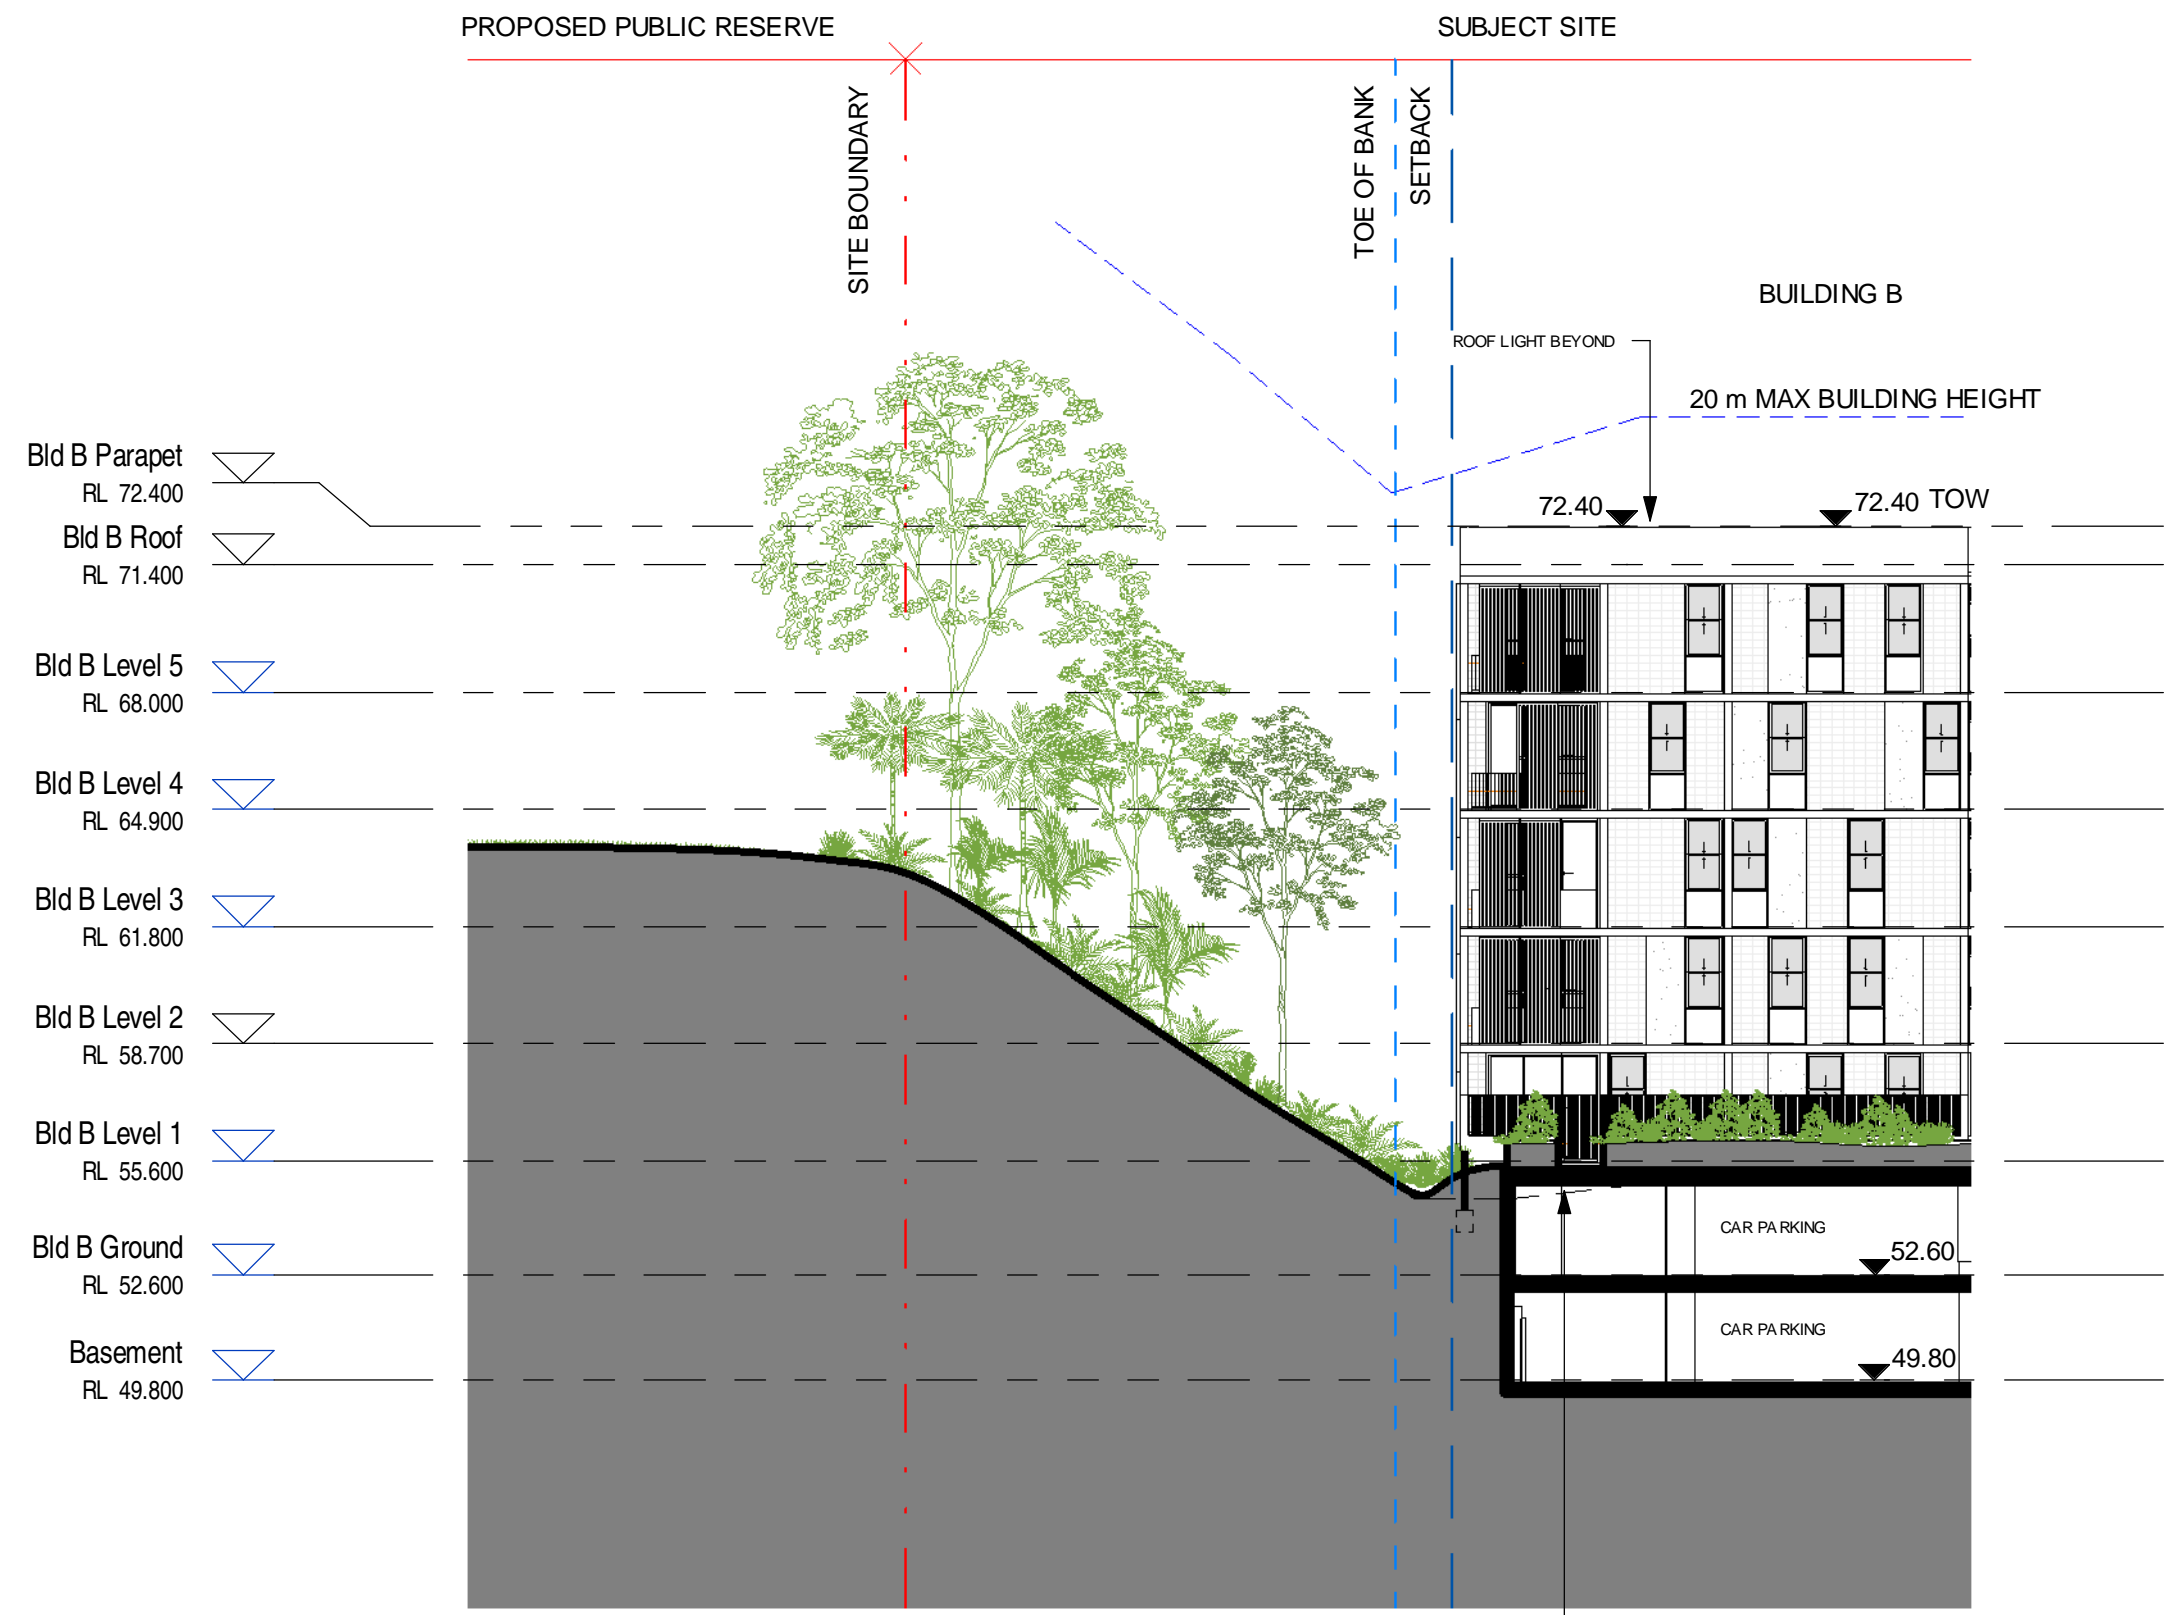 PROPOSED PUBLIC RESERVE
SUBJECT SITE
SITE BOUNDARY
TOE OF BANK
SETBACK
BUILDING B
ROOF LIGHT BEYOND
20 m MAX BUILDING HEIGHT
Bld B Parapet
RL 72.400
72.40
72.40 TOW
Bld B Roof
RL 71.400
Bld B Level 5
RL 68.000
Bld B Level 4
RL 64.900
Bld B Level 3
RL 61.800
Bld B Level 2
RL 58.700
Bld B Level 1
RL 55.600
CAR PARKING
Bld B Ground
RL 52.600
52.60
CAR PARKING
Basement
RL 49.800
49.80